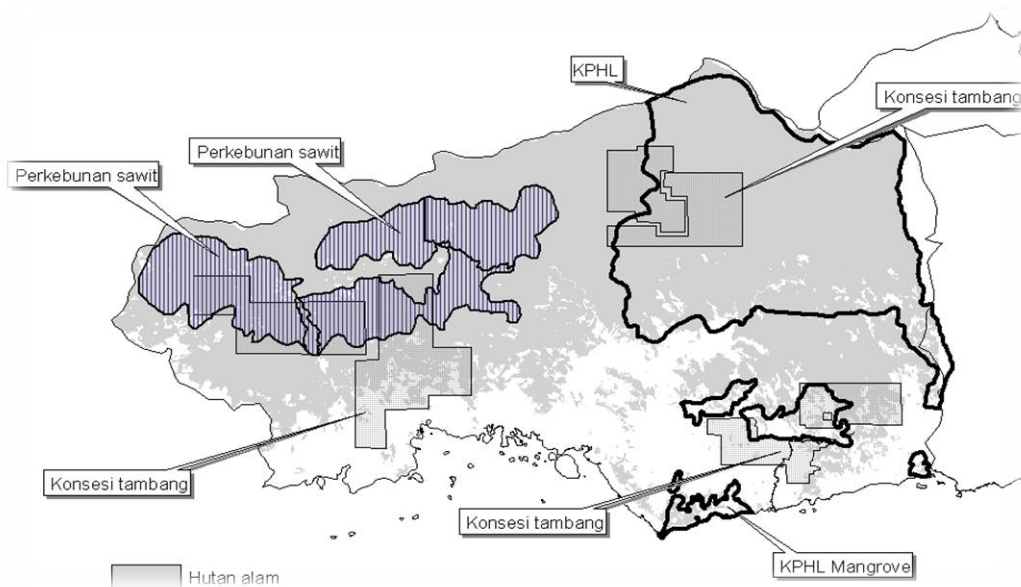 KPHL
Konsesi tambang
Perkebunan sawit
Perkebunan sawit
Konsesi tambang
Konsesi tambang
KPHL Mangrove
Hutan alam